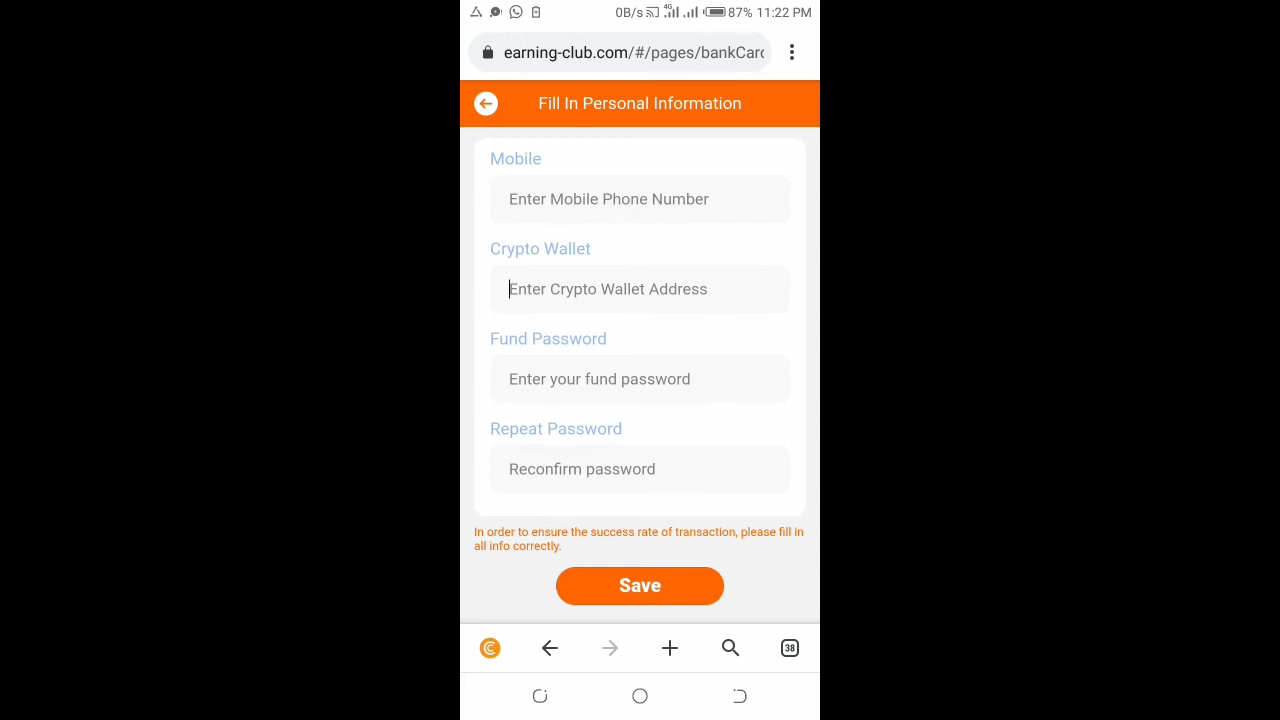 0B/s 4G 87% 11:22 PM
earning-club.com/#/pages/bankCard
Fill In Personal Information
Mobile
Enter Mobile Phone Number
Crypto Wallet
Enter Crypto Wallet Address
Fund Password
Enter your fund password
Repeat Password
Reconfirm password
In order to ensure the success rate of transaction, please fill in
all info correctly.
Save
38